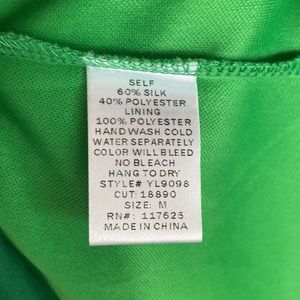 SELF
60% SILK
40% POLYESTER
LINING
100% POLYESTER
HAND WASH COLD
WATER SEPARATELY
COLOR WILL BLEED
NO BLEACH
HANG TO DRY
STYLE# YL9098
CUT: 18890
SIZE: M
RN#: 117625
MADE IN CHINA